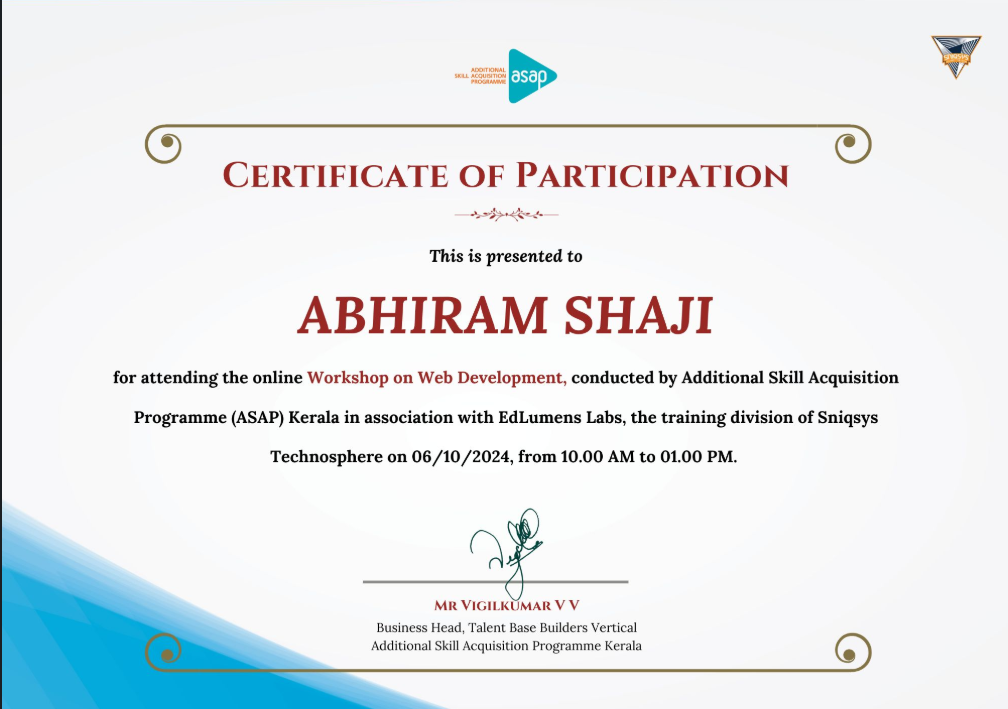 ADDITIONAL
SKILL ACQUISITION
PROGRAMME
asap
CERTIFICATE OF PARTICIPATION
This is presented to
ABHIRAM SHAJI
for attending the online Workshop on Web Development, conducted by Additional Skill Acquisition
Programme (ASAP) Kerala in association with EdLumens Labs, the training division of Sniqsys
Technosphere on 06/10/2024, from 10.00 AM to 01.00 PM.
MR VIGILKUMAR V V
Business Head, Talent Base Builders Vertical
Additional Skill Acquisition Programme Kerala